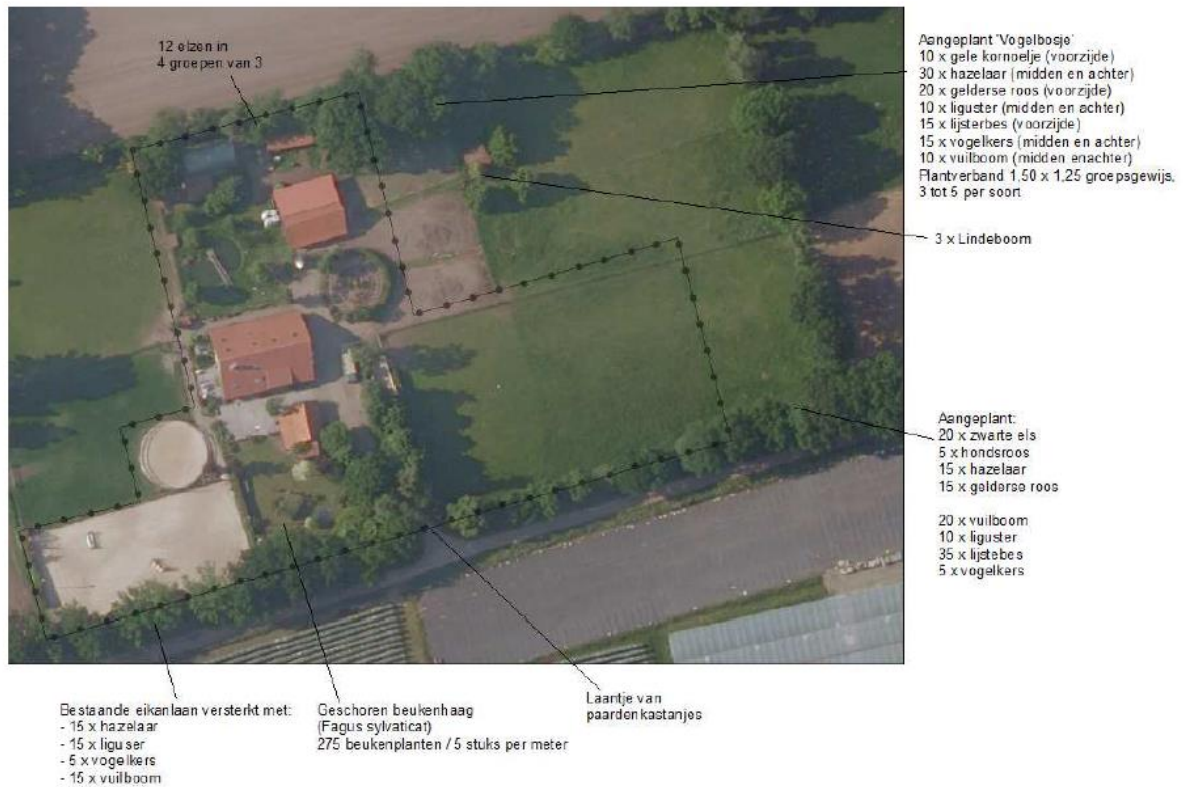 12 elzen in
4 groepen van 3
Aangeplant 'Vogelbosje'
10 x gele kornoelje (voorzijde)
30 x hazelaar (midden en achter)
20 x gelderse roos (voorzijde)
10 x liguster (midden en achter)
15 x lijsterbes (voorzijde)
15 x vogelkers (midden en achter)
10 x vuilboom (midden enachter)
Plantverband 1,50 x 1,25 groepsgewijs,
3 tot 5 per soort
3 x Lindeboom
Aangeplant:
20 x zwarte els
5 x hondsroos
15 x hazelaar
15 x gelderse roos
20 x vuilboom
10 x liguster
35 x lijstebes
5 x vogelkers
Bestaande eikanlaan versterkt met:
- 15 x hazelaar
- 15 x liguser
- 5 x vogelkers
- 15 x vuilboom
Geschoren beukenhaag
(Fagus sylvaticat)
275 beukenplanten / 5 stuks per meter
Laantje van
paardenkastanjes